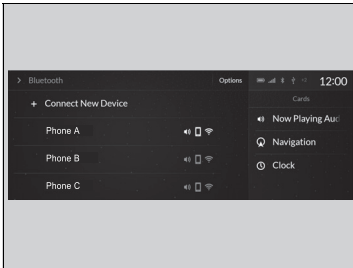 Bluetooth
Options
12:00
+ Connect New Device
Phone A
Phone B
Phone C
Cards
Now Playing Aud
Navigation
Clock